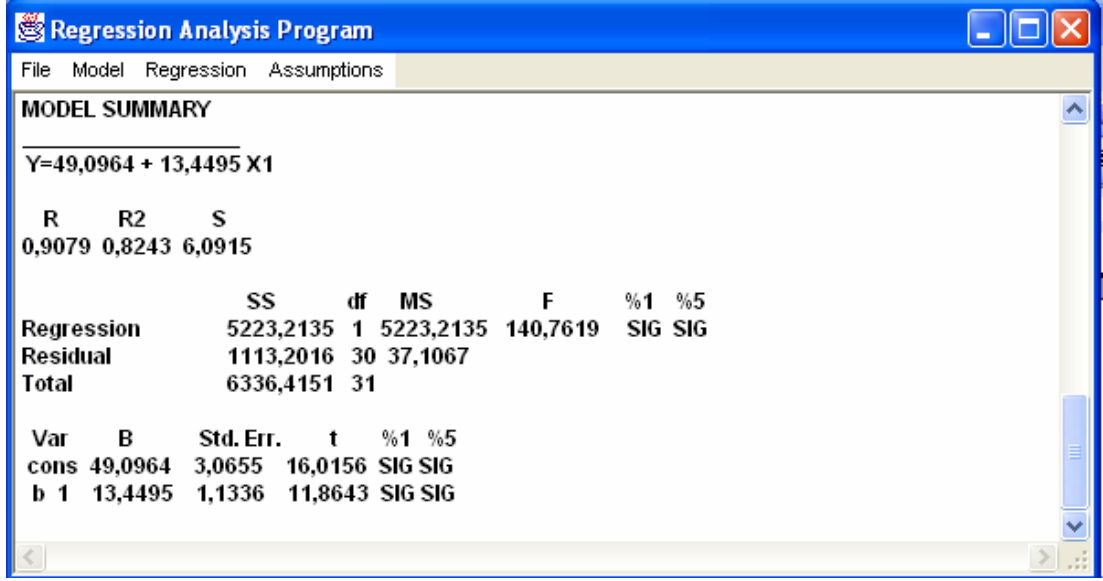 Regression Analysis Program
File Model Regression Assumptions
MODEL SUMMARY
Y=49,0964 + 13,4495 X1
R R2 S
0,9079 0,8243 6,0915
SS df MS F %1 %5
Regression 5223,2135 1 5223,2135 140,7619 SIG SIG
Residual 1113,2016 30 37,1067
Total 6336,4151 31
Var B Std. Err. t %1 %5
cons 49,0964 3,0655 16,0156 SIG SIG
b 1 13,4495 1,1336 11,8643 SIG SIG